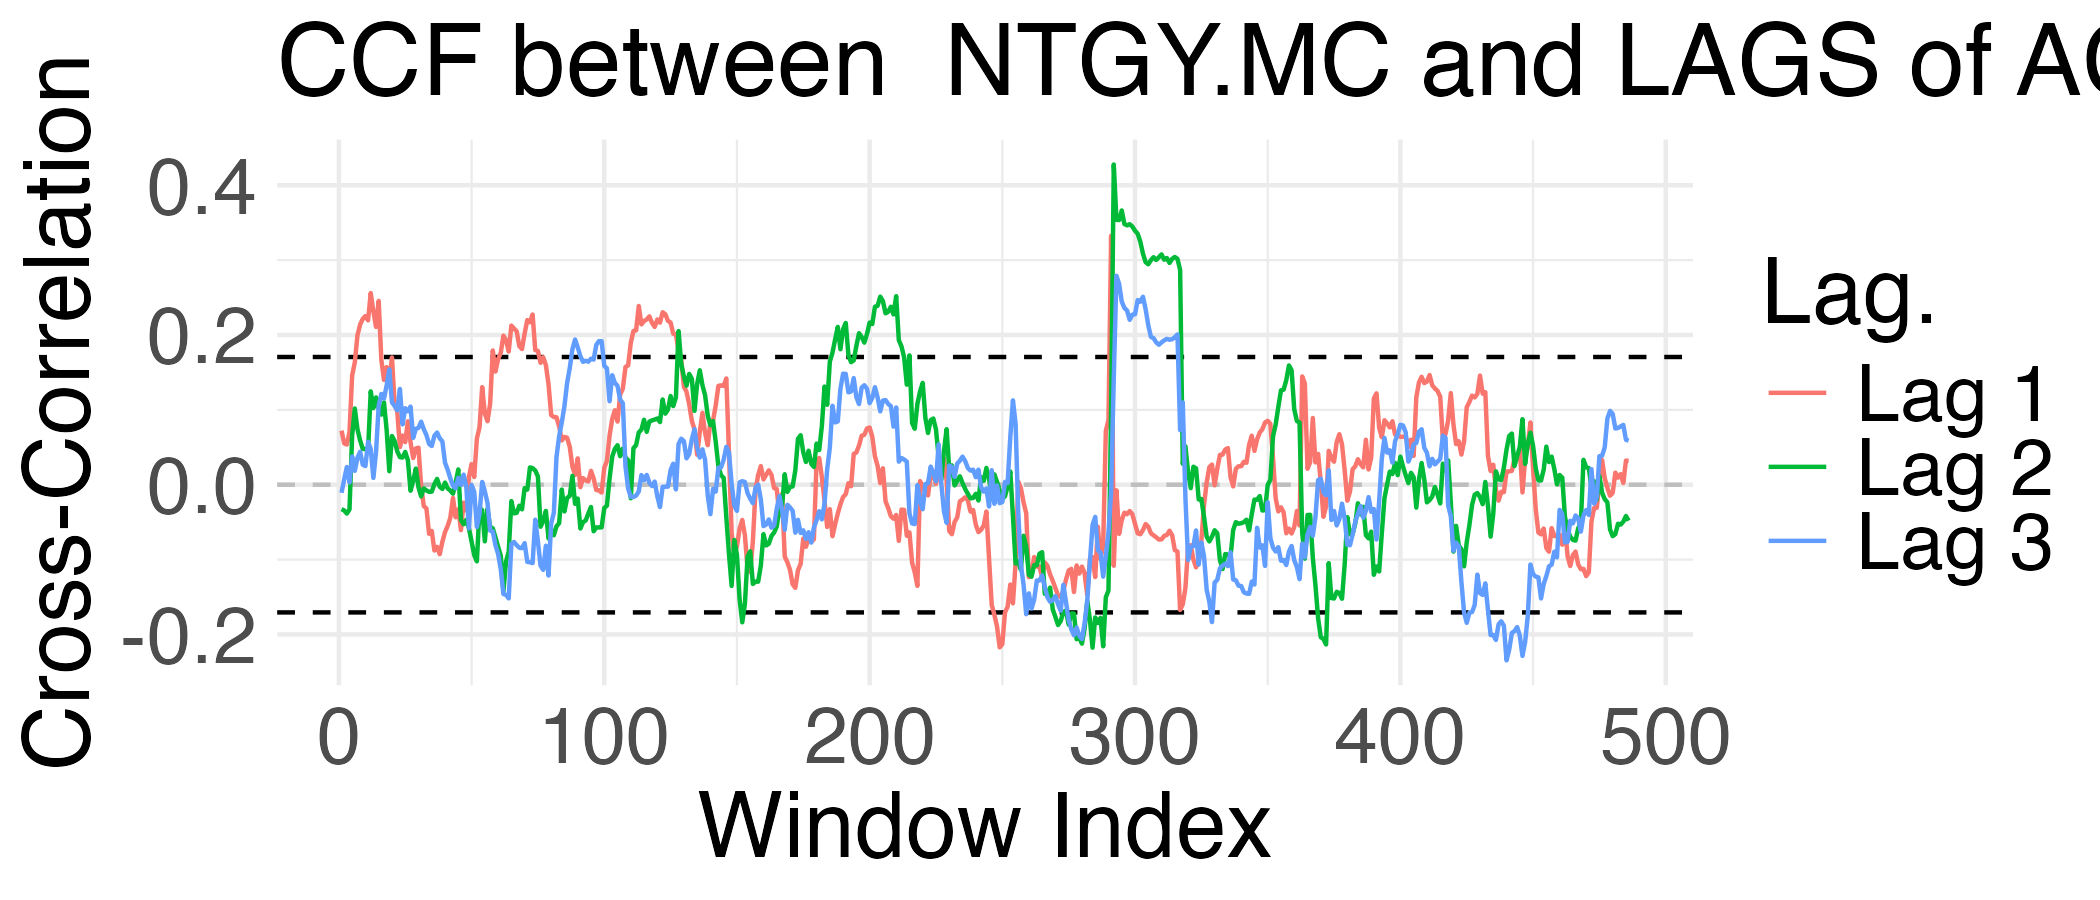 CCF between NTGY.MC and LAGS of
Cross-Correlation
0.4
0.2
0.0
-0.2
0 100 200 300 400 500
Window Index
Lag.
Lag 1
Lag 2
Lag 3